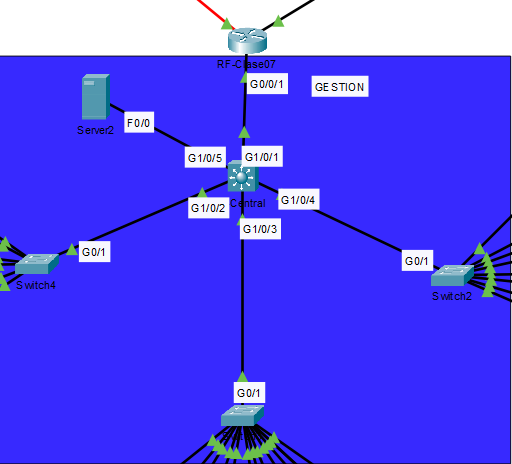 RF-Clase07
G0/0/1
GESTION
Server2
F0/0
G1/0/5
G1/0/1
Central
G1/0/4
G1/0/2
G1/0/3
G0/1
Switch4
G0/1
Switch2
G0/1